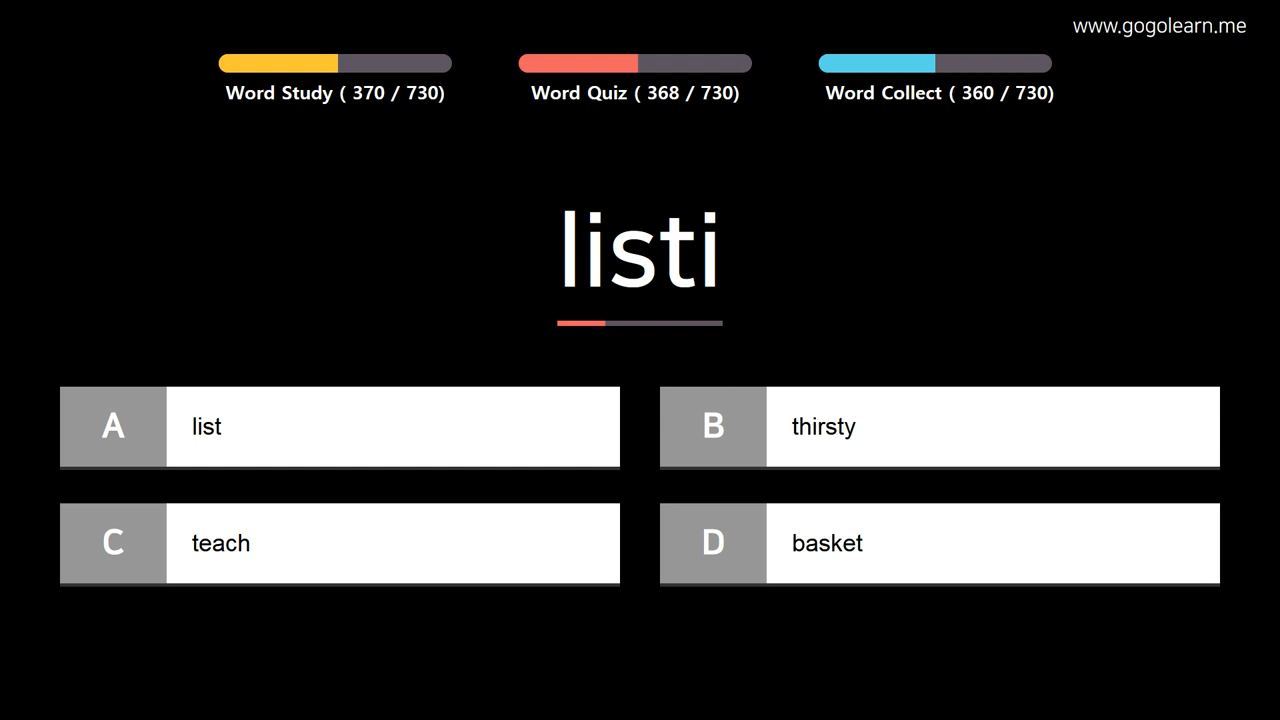 www.gogolearn.me
Word Study ( 370 / 730)
Word Quiz ( 368 / 730)
Word Collect ( 360 / 730)
listi
A list
B thirsty
C teach
D basket